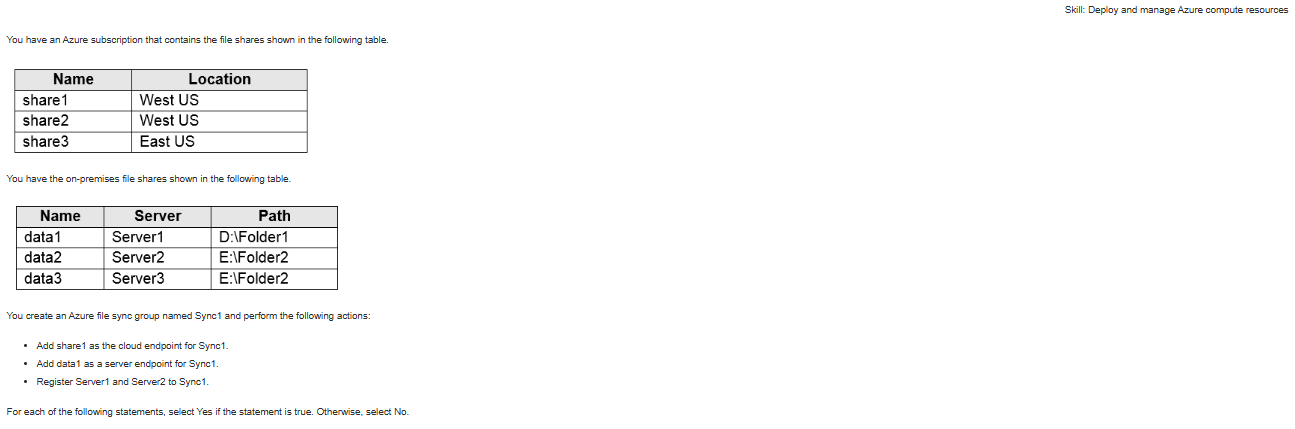 Skill: Deploy and manage Azure compute resources
You have an Azure subscription that contains the file shares shown in the following table.
Name Location
share1 West US
share2 West US
share3 East US
You have the on-premises file shares shown in the following table.
Name Server Path
data1 Server1 D:\Folder1
data2 Server2 E:\Folder2
data3 Server3 E:\Folder2
You create an Azure file sync group named Sync1 and perform the following actions:
• Add share1 as the cloud endpoint for Sync1.
• Add data1 as a server endpoint for Sync1.
• Register Server1 and Server2 to Sync1.
For each of the following statements, select Yes if the statement is true. Otherwise, select No.